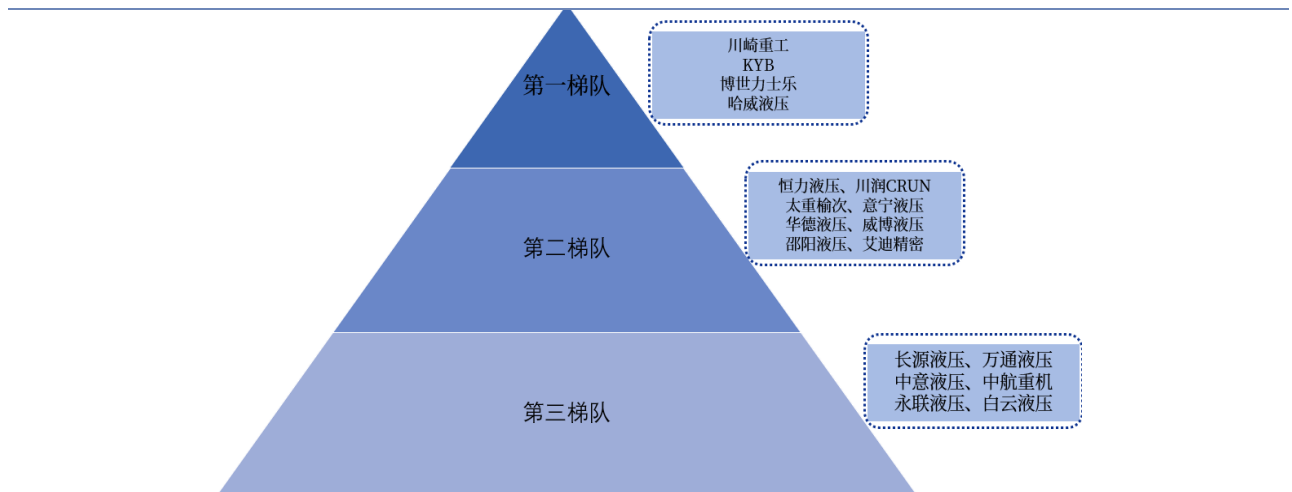 第一梯队
川崎重工
KYB
博世力士乐
哈威液压
第二梯队
恒力液压、川润CRUN
太重榆次、意宁液压
华德液压、威博液压
邵阳液压、艾迪精密
第三梯队
长源液压、万通液压
中意液压、中航重机
永联液压、白云液压